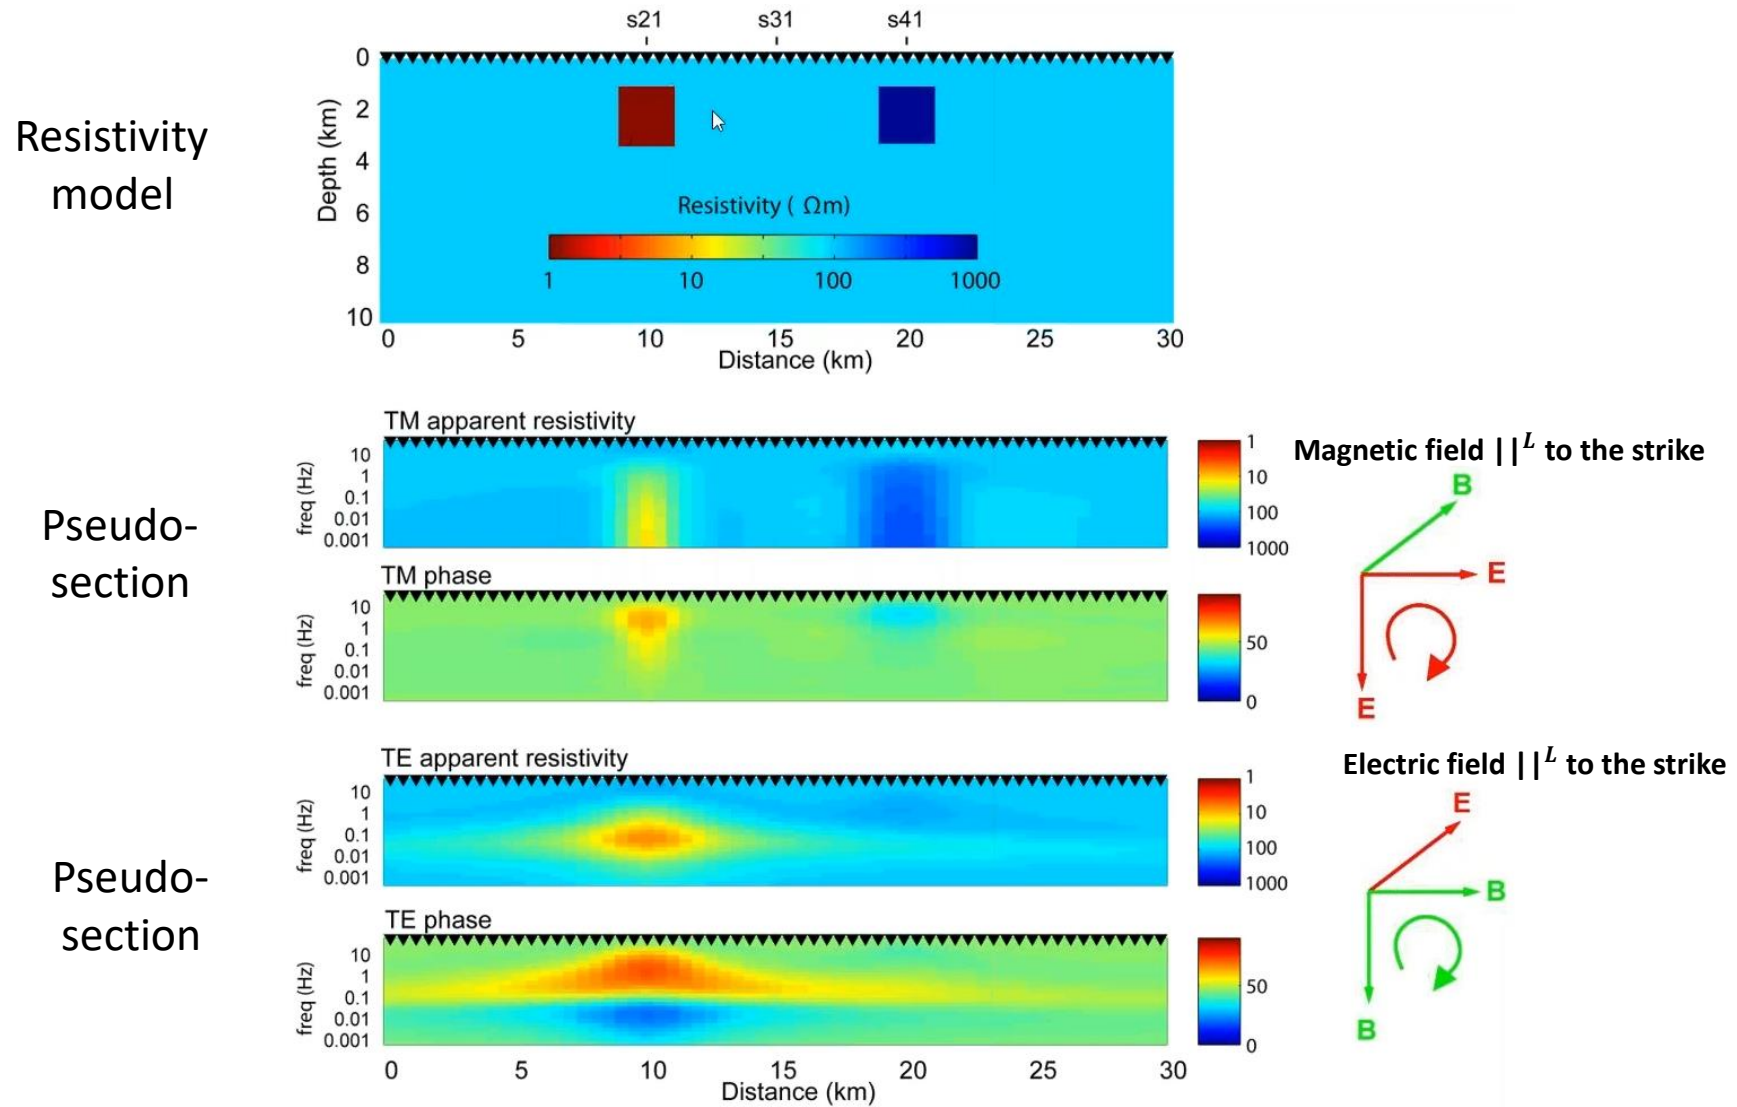 s21 s31 s41
Resistivity
model
Depth (km)
0
2
4
6
8
10
Resistivity ( Ωm)
1 10 100 1000
0 5 10 15 20 25 30
Distance (km)
Pseudo-
section
TM apparent resistivity
freq (Hz)
10
1
0.1
0.01
0.001
1
10
100
1000
TM phase
freq (Hz)
10
1
0.1
0.01
0.001
50
0
Magnetic field ||ᴸ to the strike
B
E
E
Pseudo-
section
TE apparent resistivity
freq (Hz)
10
1
0.1
0.01
0.001
1
10
100
1000
TE phase
freq (Hz)
10
1
0.1
0.01
0.001
50
0
0 5 10 15 20 25 30
Distance (km)
Electric field ||ᴸ to the strike
E
B
B